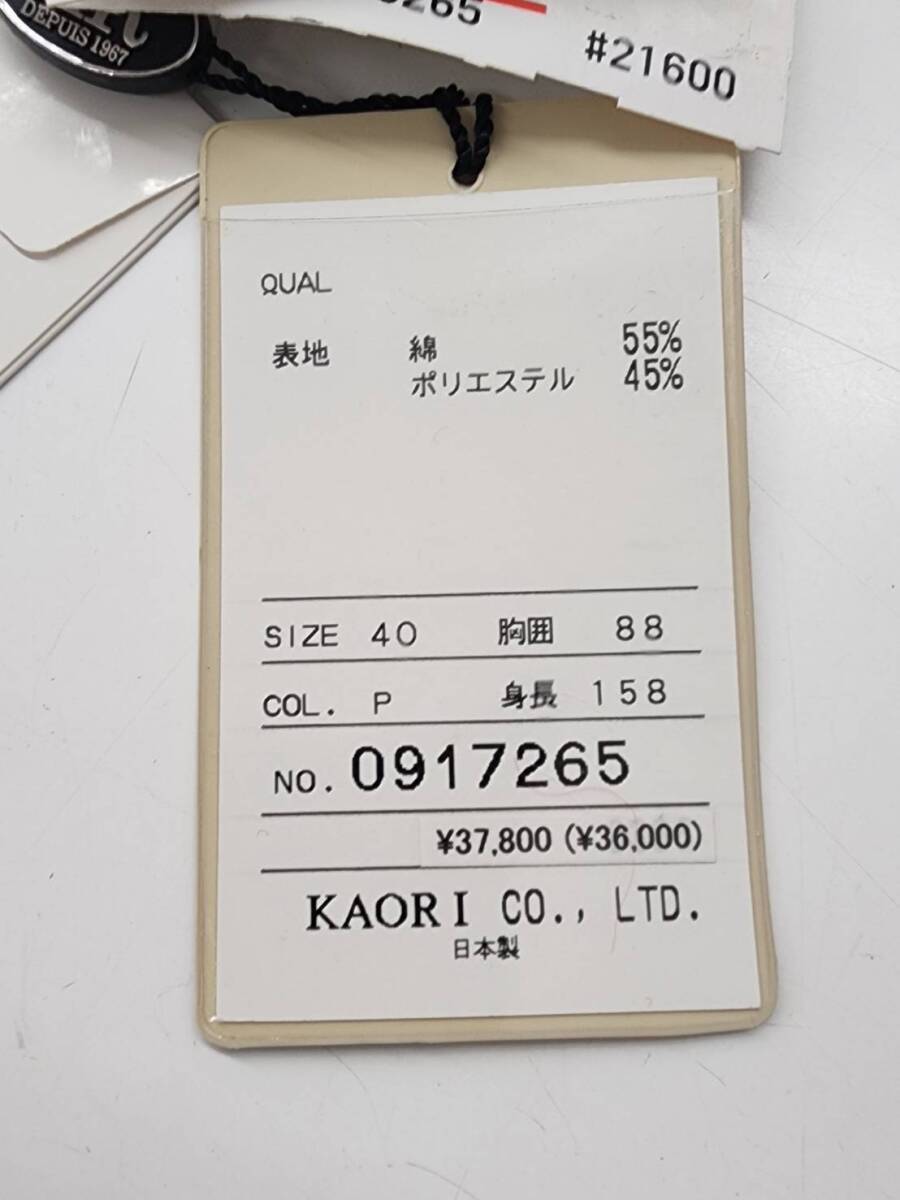 DEPUIS 1967
265
#21600
QUAL
表地 綿 55%
ポリエステル 45%
SIZE 40 胸囲 88
COL. P 身長 158
NO. 0917265
¥37,800 (¥36,000)
KAORI CO., LTD.
日本製